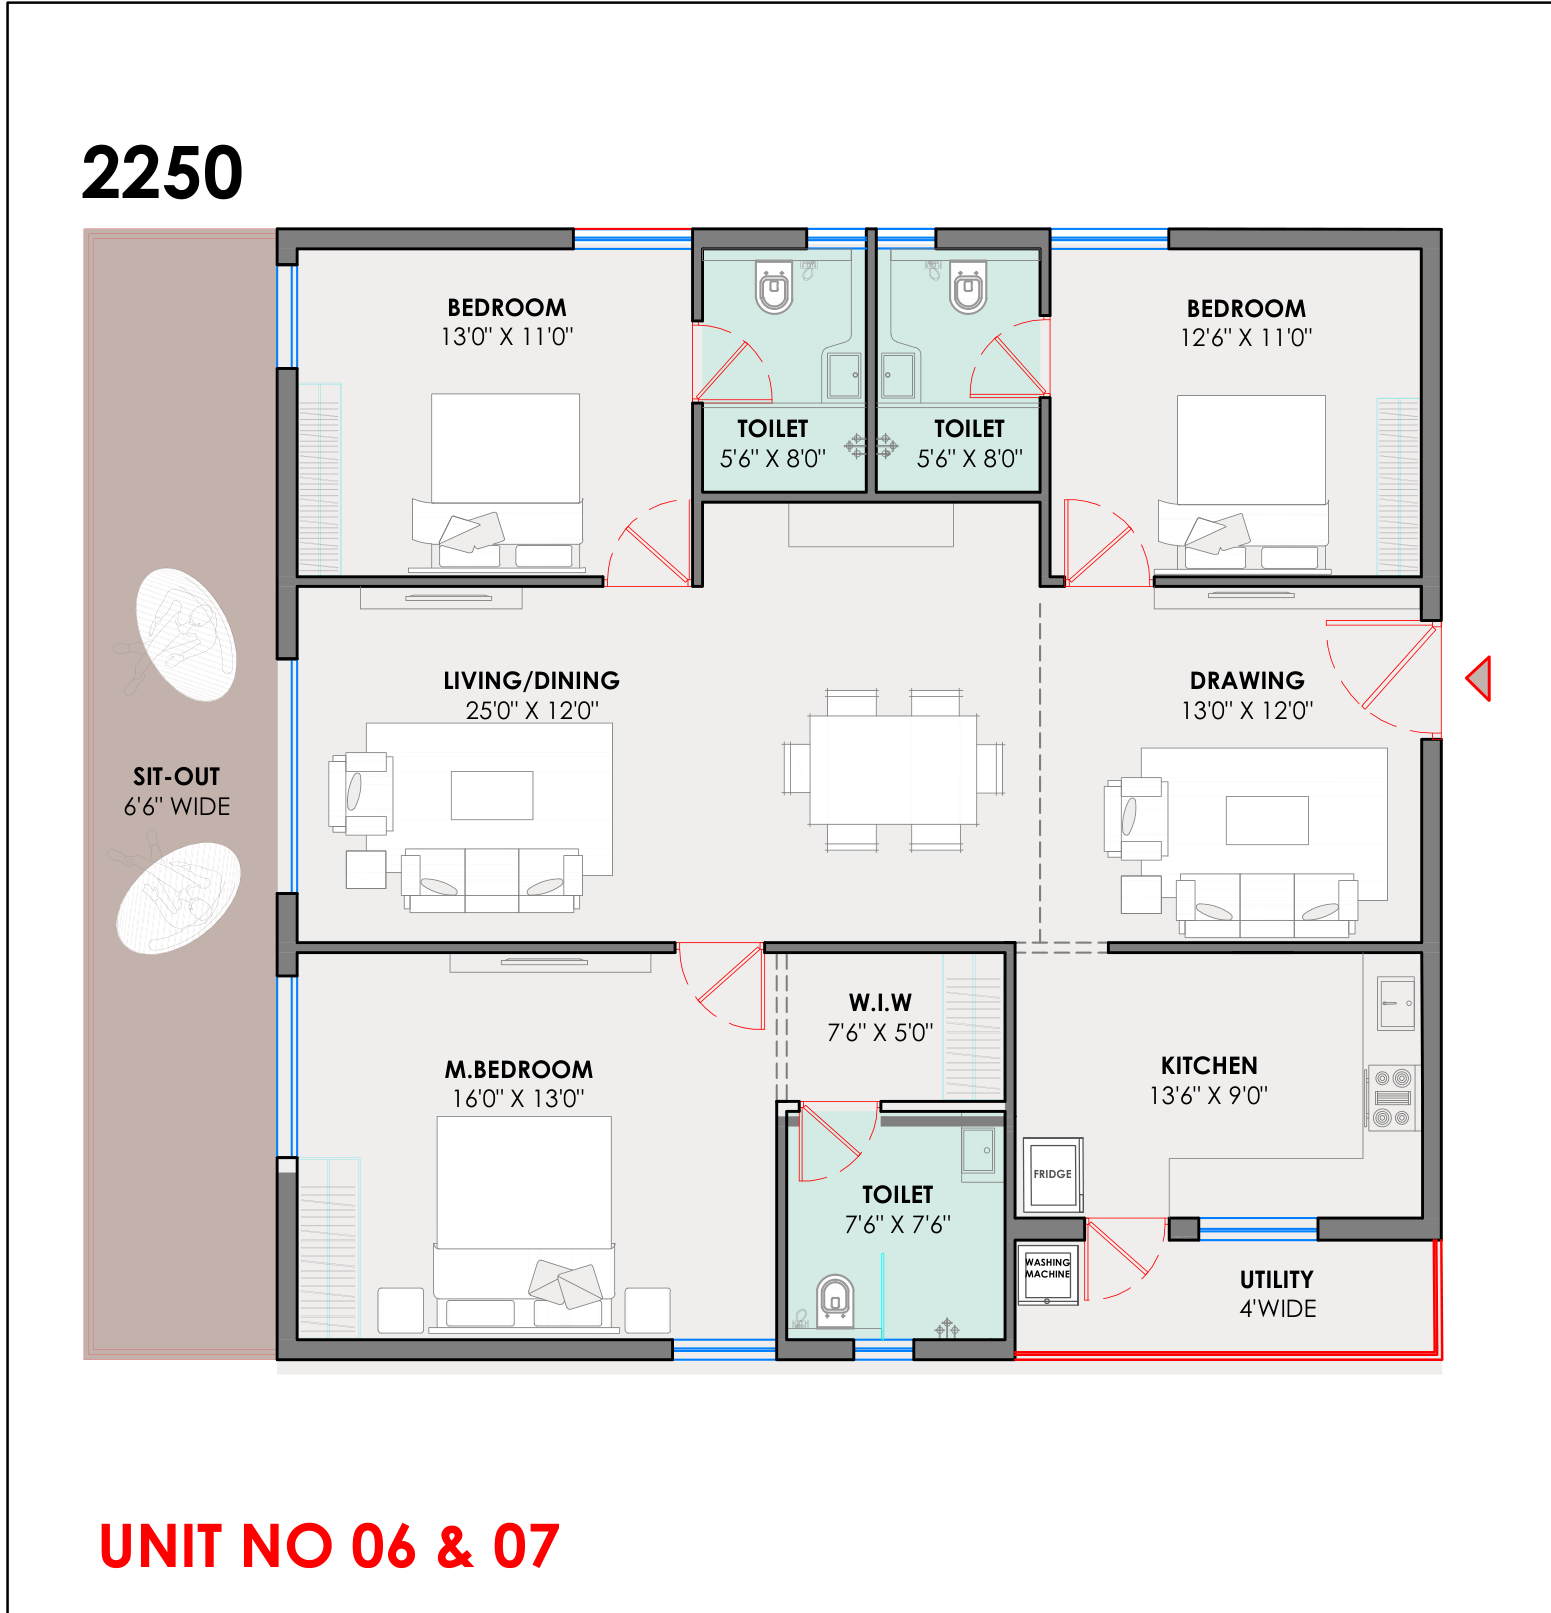 2250
BEDROOM
13'0" X 11'0"
BEDROOM
12'6" X 11'0"
TOILET
5'6" X 8'0"
TOILET
5'6" X 8'0"
LIVING/DINING
25'0" X 12'0"
DRAWING
13'0" X 12'0"
SIT-OUT
6'6" WIDE
W.I.W
7'6" X 5'0"
M.BEDROOM
16'0" X 13'0"
KITCHEN
13'6" X 9'0"
FRIDGE
TOILET
7'6" X 7'6"
WASHING
MACHINE
UTILITY
4'WIDE
UNIT NO 06 & 07